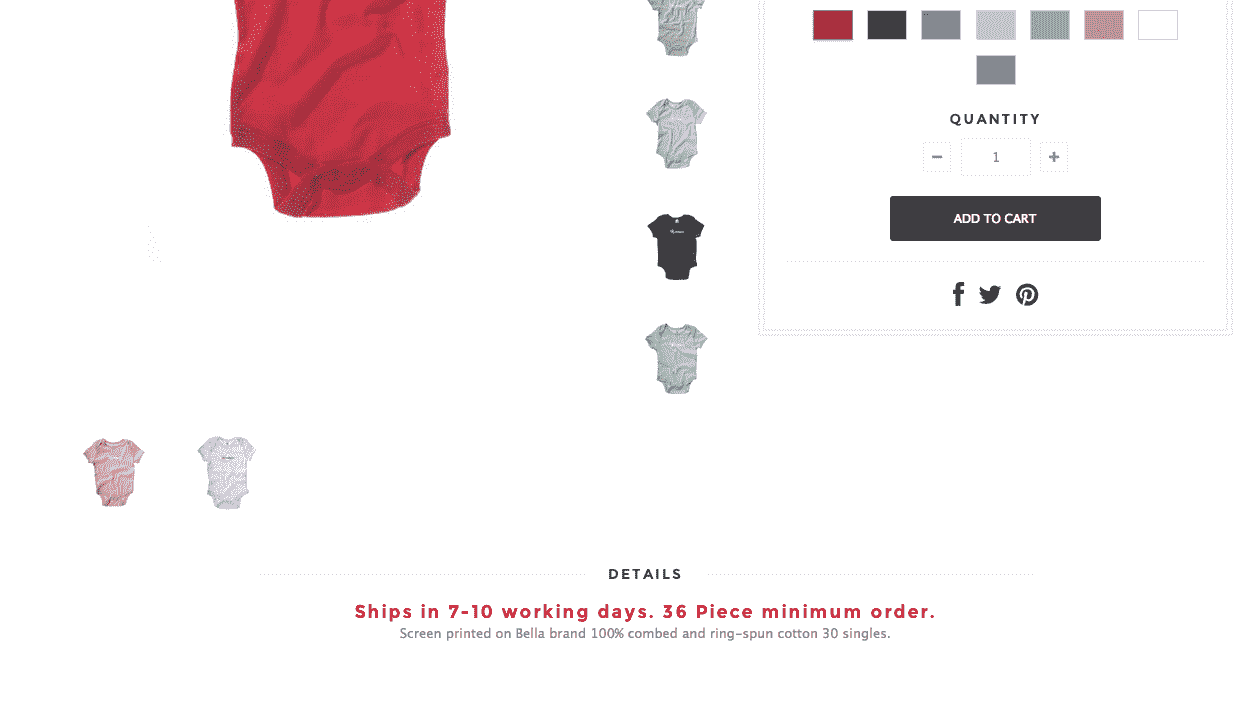 QUANTITY
1
ADD TO CART
DETAILS
Ships in 7-10 working days. 36 Piece minimum order.
Screen printed on Bella brand 100% combed and ring-spun cotton 30 singles.